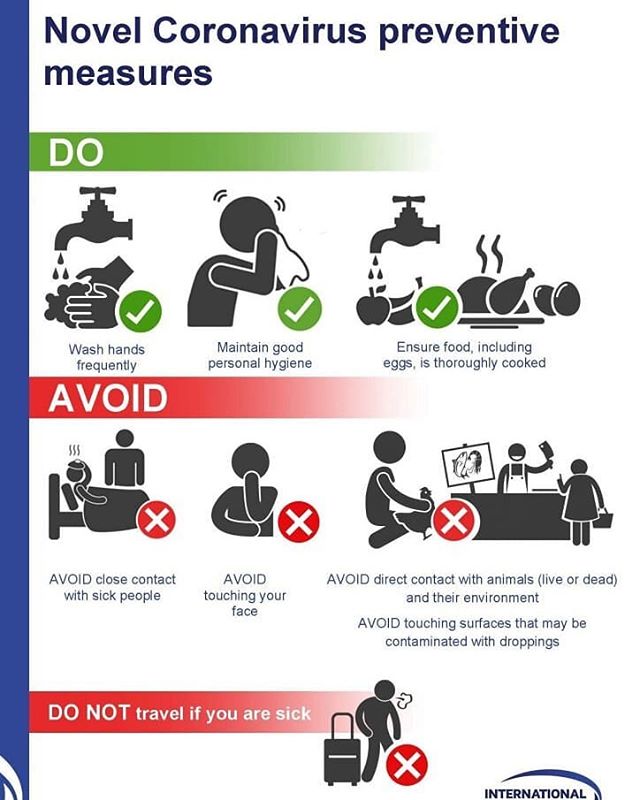 Novel Coronavirus preventive
measures
DO
Wash hands
frequently
Maintain good
personal hygiene
Ensure food, including
eggs, is thoroughly cooked
AVOID
AVOID close contact
with sick people
AVOID
touching your
face
AVOID direct contact with animals (live or dead)
and their environment
AVOID touching surfaces that may be
contaminated with droppings
DO NOT travel if you are sick
INTERNATIONAL